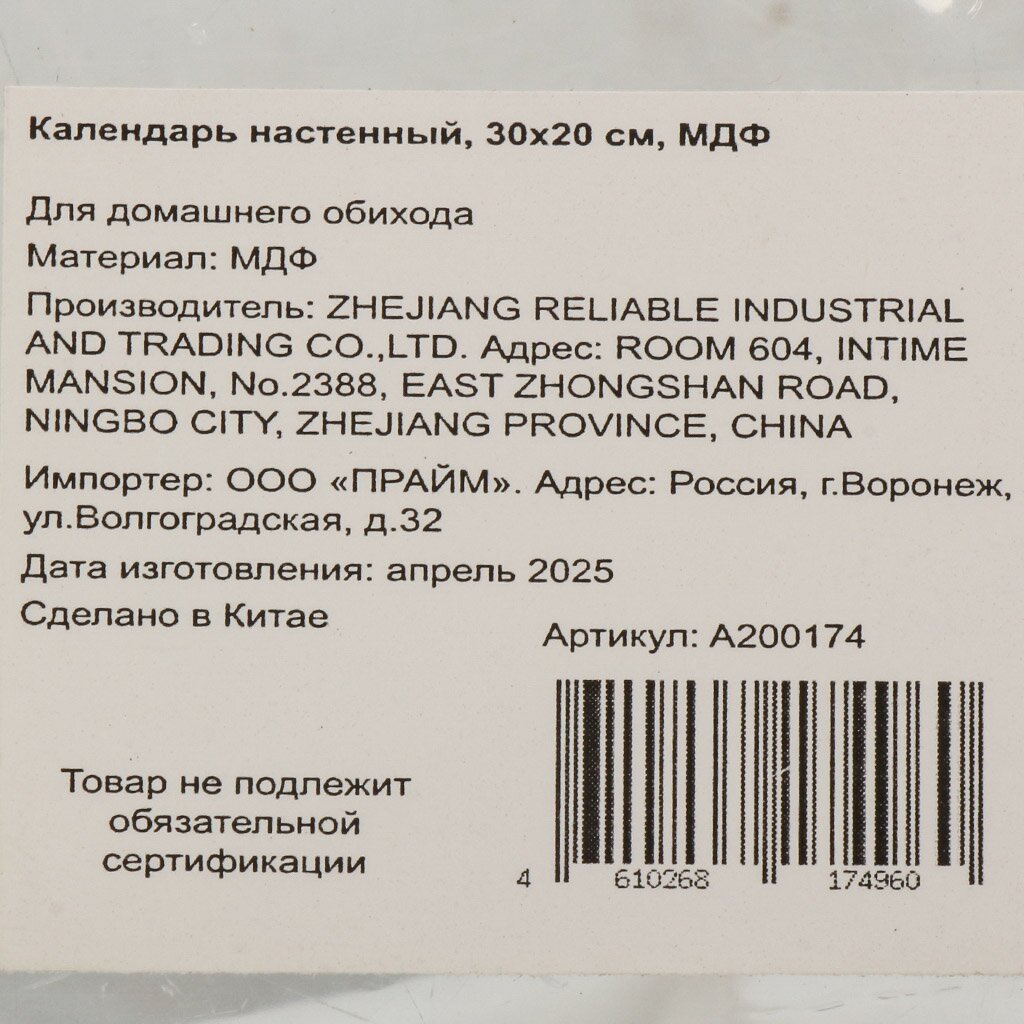 Календарь настенный, 30х20 см, МДФ
Для домашнего обихода
Материал: МДФ
Производитель: ZHEJIANG RELIABLE INDUSTRIAL
AND TRADING CO.,LTD. Адрес: ROOM 604, INTIME
MANSION, No.2388, EAST ZHONGSHAN ROAD,
NINGBO CITY, ZHEJIANG PROVINCE, CHINA
Импортер: ООО «ПРАЙМ». Адрес: Россия, г.Воронеж,
ул.Волгоградская, д.32
Дата изготовления: апрель 2025
Сделано в Китае
Артикул: А200174
Товар не подлежит
обязательной
сертификации
4 610268 174960